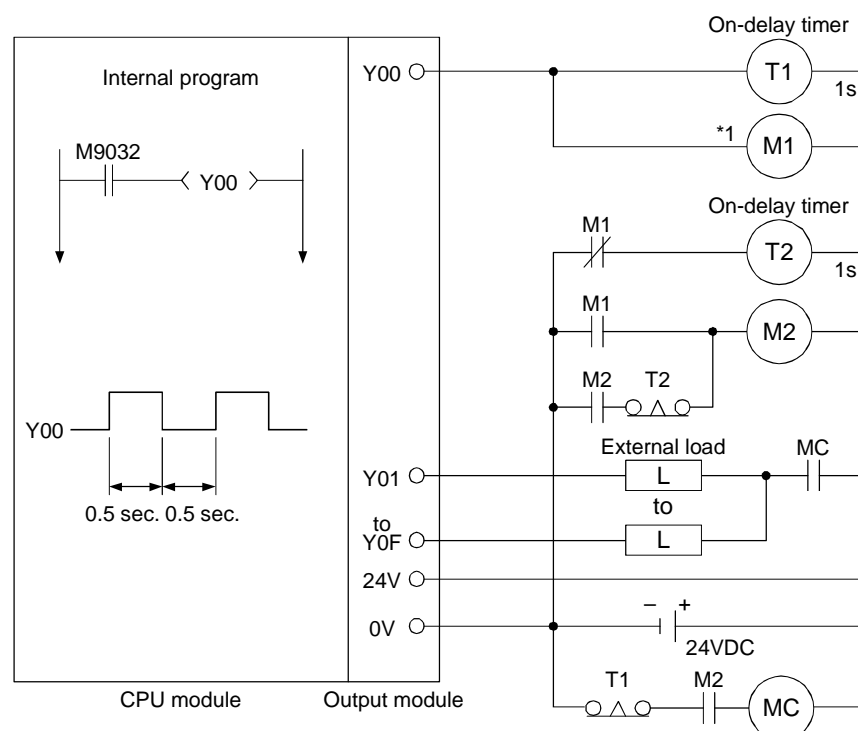 On-delay timer
Internal program
Y00
T1
1s
M9032
*1
M1
Y00
On-delay timer
M1
T2
1s
M1
M2
M2
T2
Y00
External load
MC
Y01
L
0.5 sec.
0.5 sec.
to
to
Y0F
L
24V
0V
– +
24VDC
T1
M2
MC
CPU module
Output module